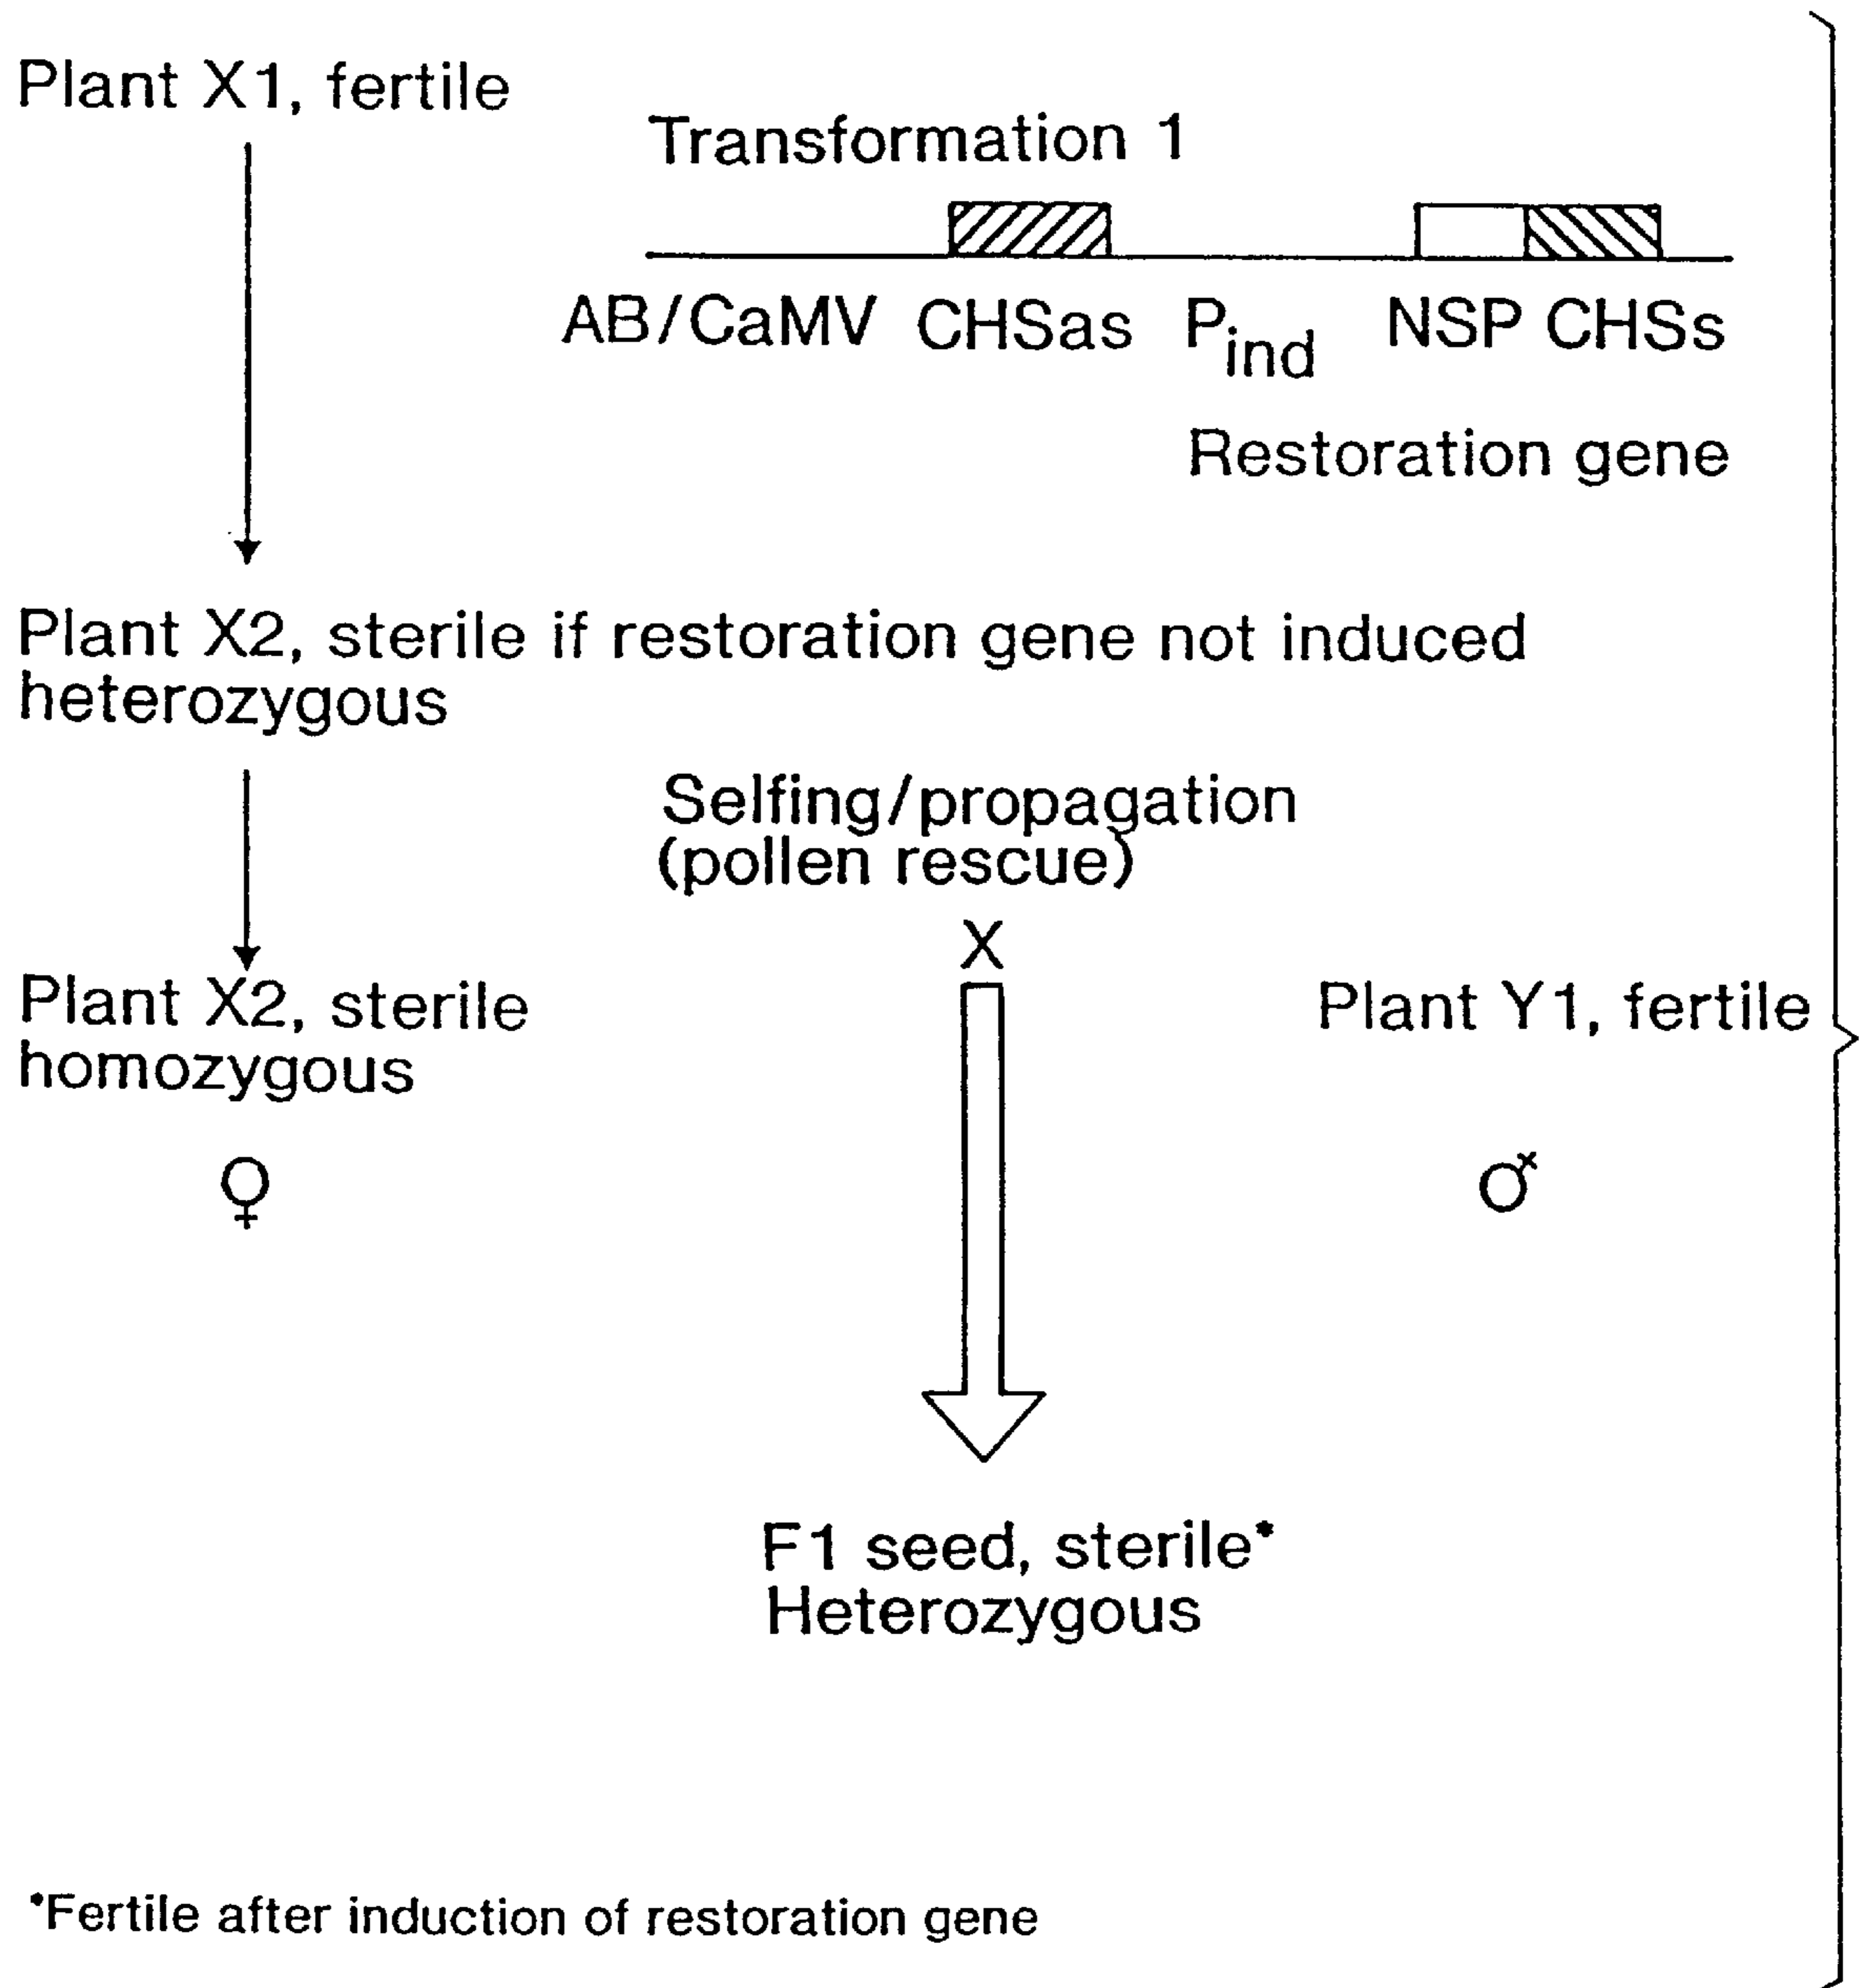 Plant X1, fertile
Transformation 1
AB/CaMV CHSas Pind NSP CHSs
Restoration gene
Plant X2, sterile if restoration gene not induced
heterozygous
Selfing/propagation
(pollen rescue)
X
Plant X2, sterile
homozygous
Plant Y1, fertile
♀
♂
F1 seed, sterile*
Heterozygous
*Fertile after induction of restoration gene